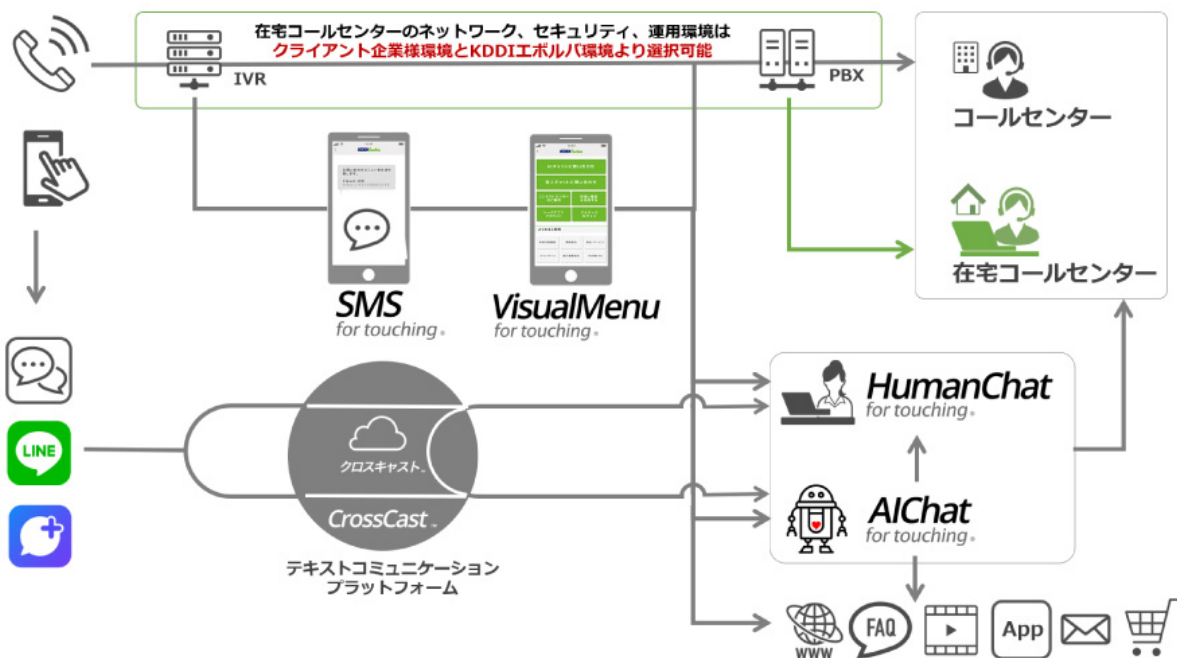 在宅コールセンターのネットワーク、セキュリティ、運用環境は
クライアント企業様環境とKDDIエボルバ環境より選択可能
IVR
PBX
コールセンター
在宅コールセンター
SMS
for touching
VisualMenu
for touching
LINE
クロスキャスト™
CrossCast™
テキストコミュニケーション
プラットフォーム
HumanChat
for touching
AIChat
for touching
WWW
FAQ
App